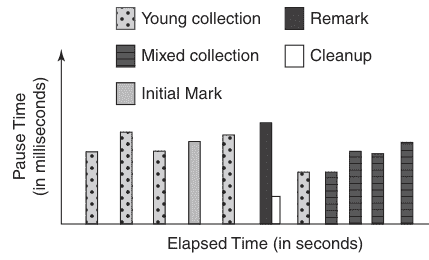 Young collection
Remark
Mixed collection
Cleanup
Initial Mark
Pause Time
(in milliseconds)
Elapsed Time (in seconds)